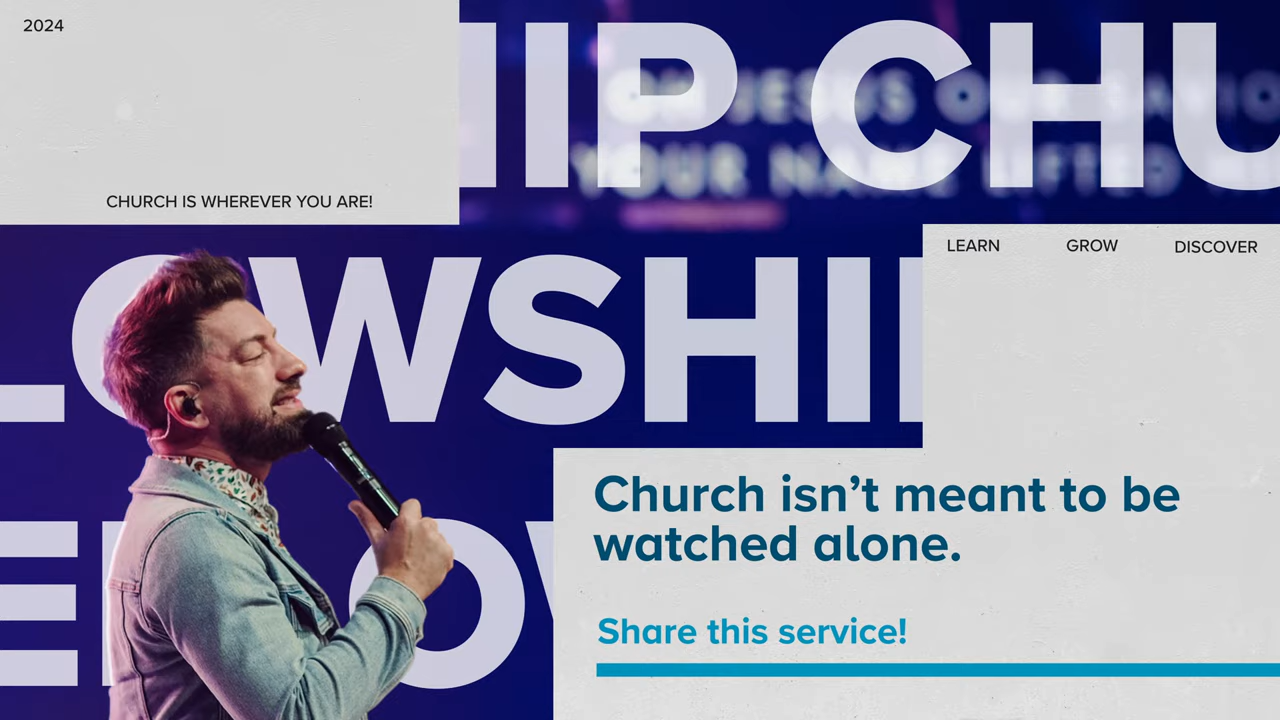 2024
IP CHU
CHURCH IS WHEREVER YOU ARE!
LEARN GROW DISCOVER
LOWSHI
Church isn’t meant to be
watched alone.
Share this service!